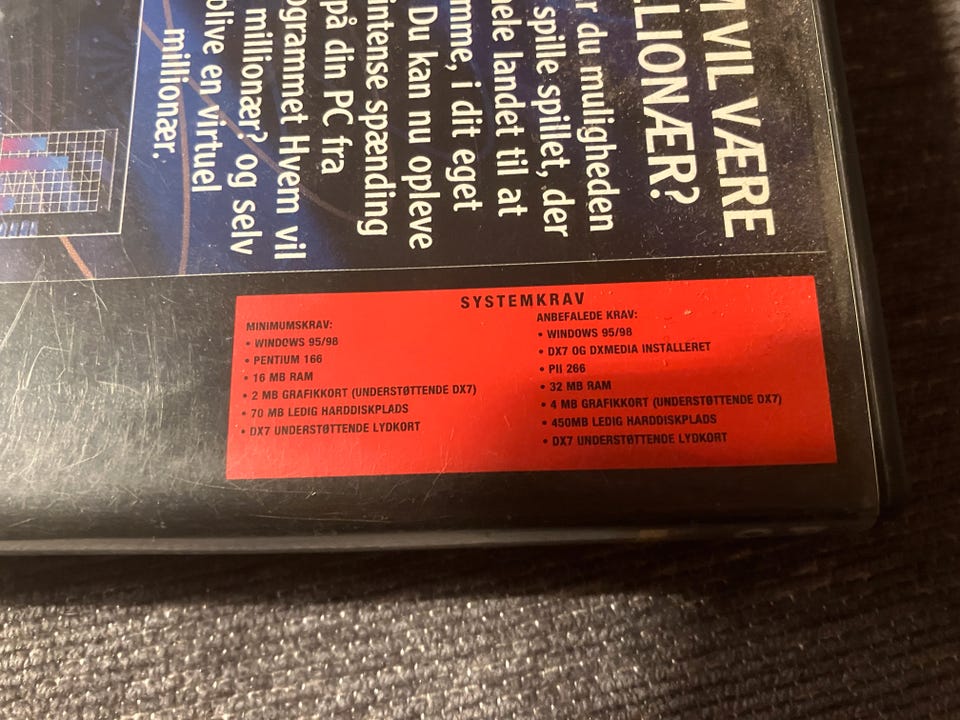 VIL VÆRE
LIONÆR?
du muligheden
spille spillet, der
landet til at
i dit eget
Du kan nu opleve
intense spænding
på din PC fra
Hvem vil
millionær? og selv
blive en virtuel
millionær.
SYSTEMKRAV
MINIMUMSKRAV:
• WINDOWS 95/98
• PENTIUM 166
• 16 MB RAM
• 2 MB GRAFIKKORT (UNDERSTØTTENDE DX7)
• 70 MB LEDIG HARDDISKPLADS
• DX7 UNDERSTØTTENDE LYDKORT
ANBEFALEDE KRAV:
• WINDOWS 95/98
• DX7 OG DXMEDIA INSTALLERET
• PII 266
• 32 MB RAM
• 4 MB GRAFIKKORT (UNDERSTØTTENDE DX7)
• 450MB LEDIG HARDDISKPLADS
• DX7 UNDERSTØTTENDE LYDKORT